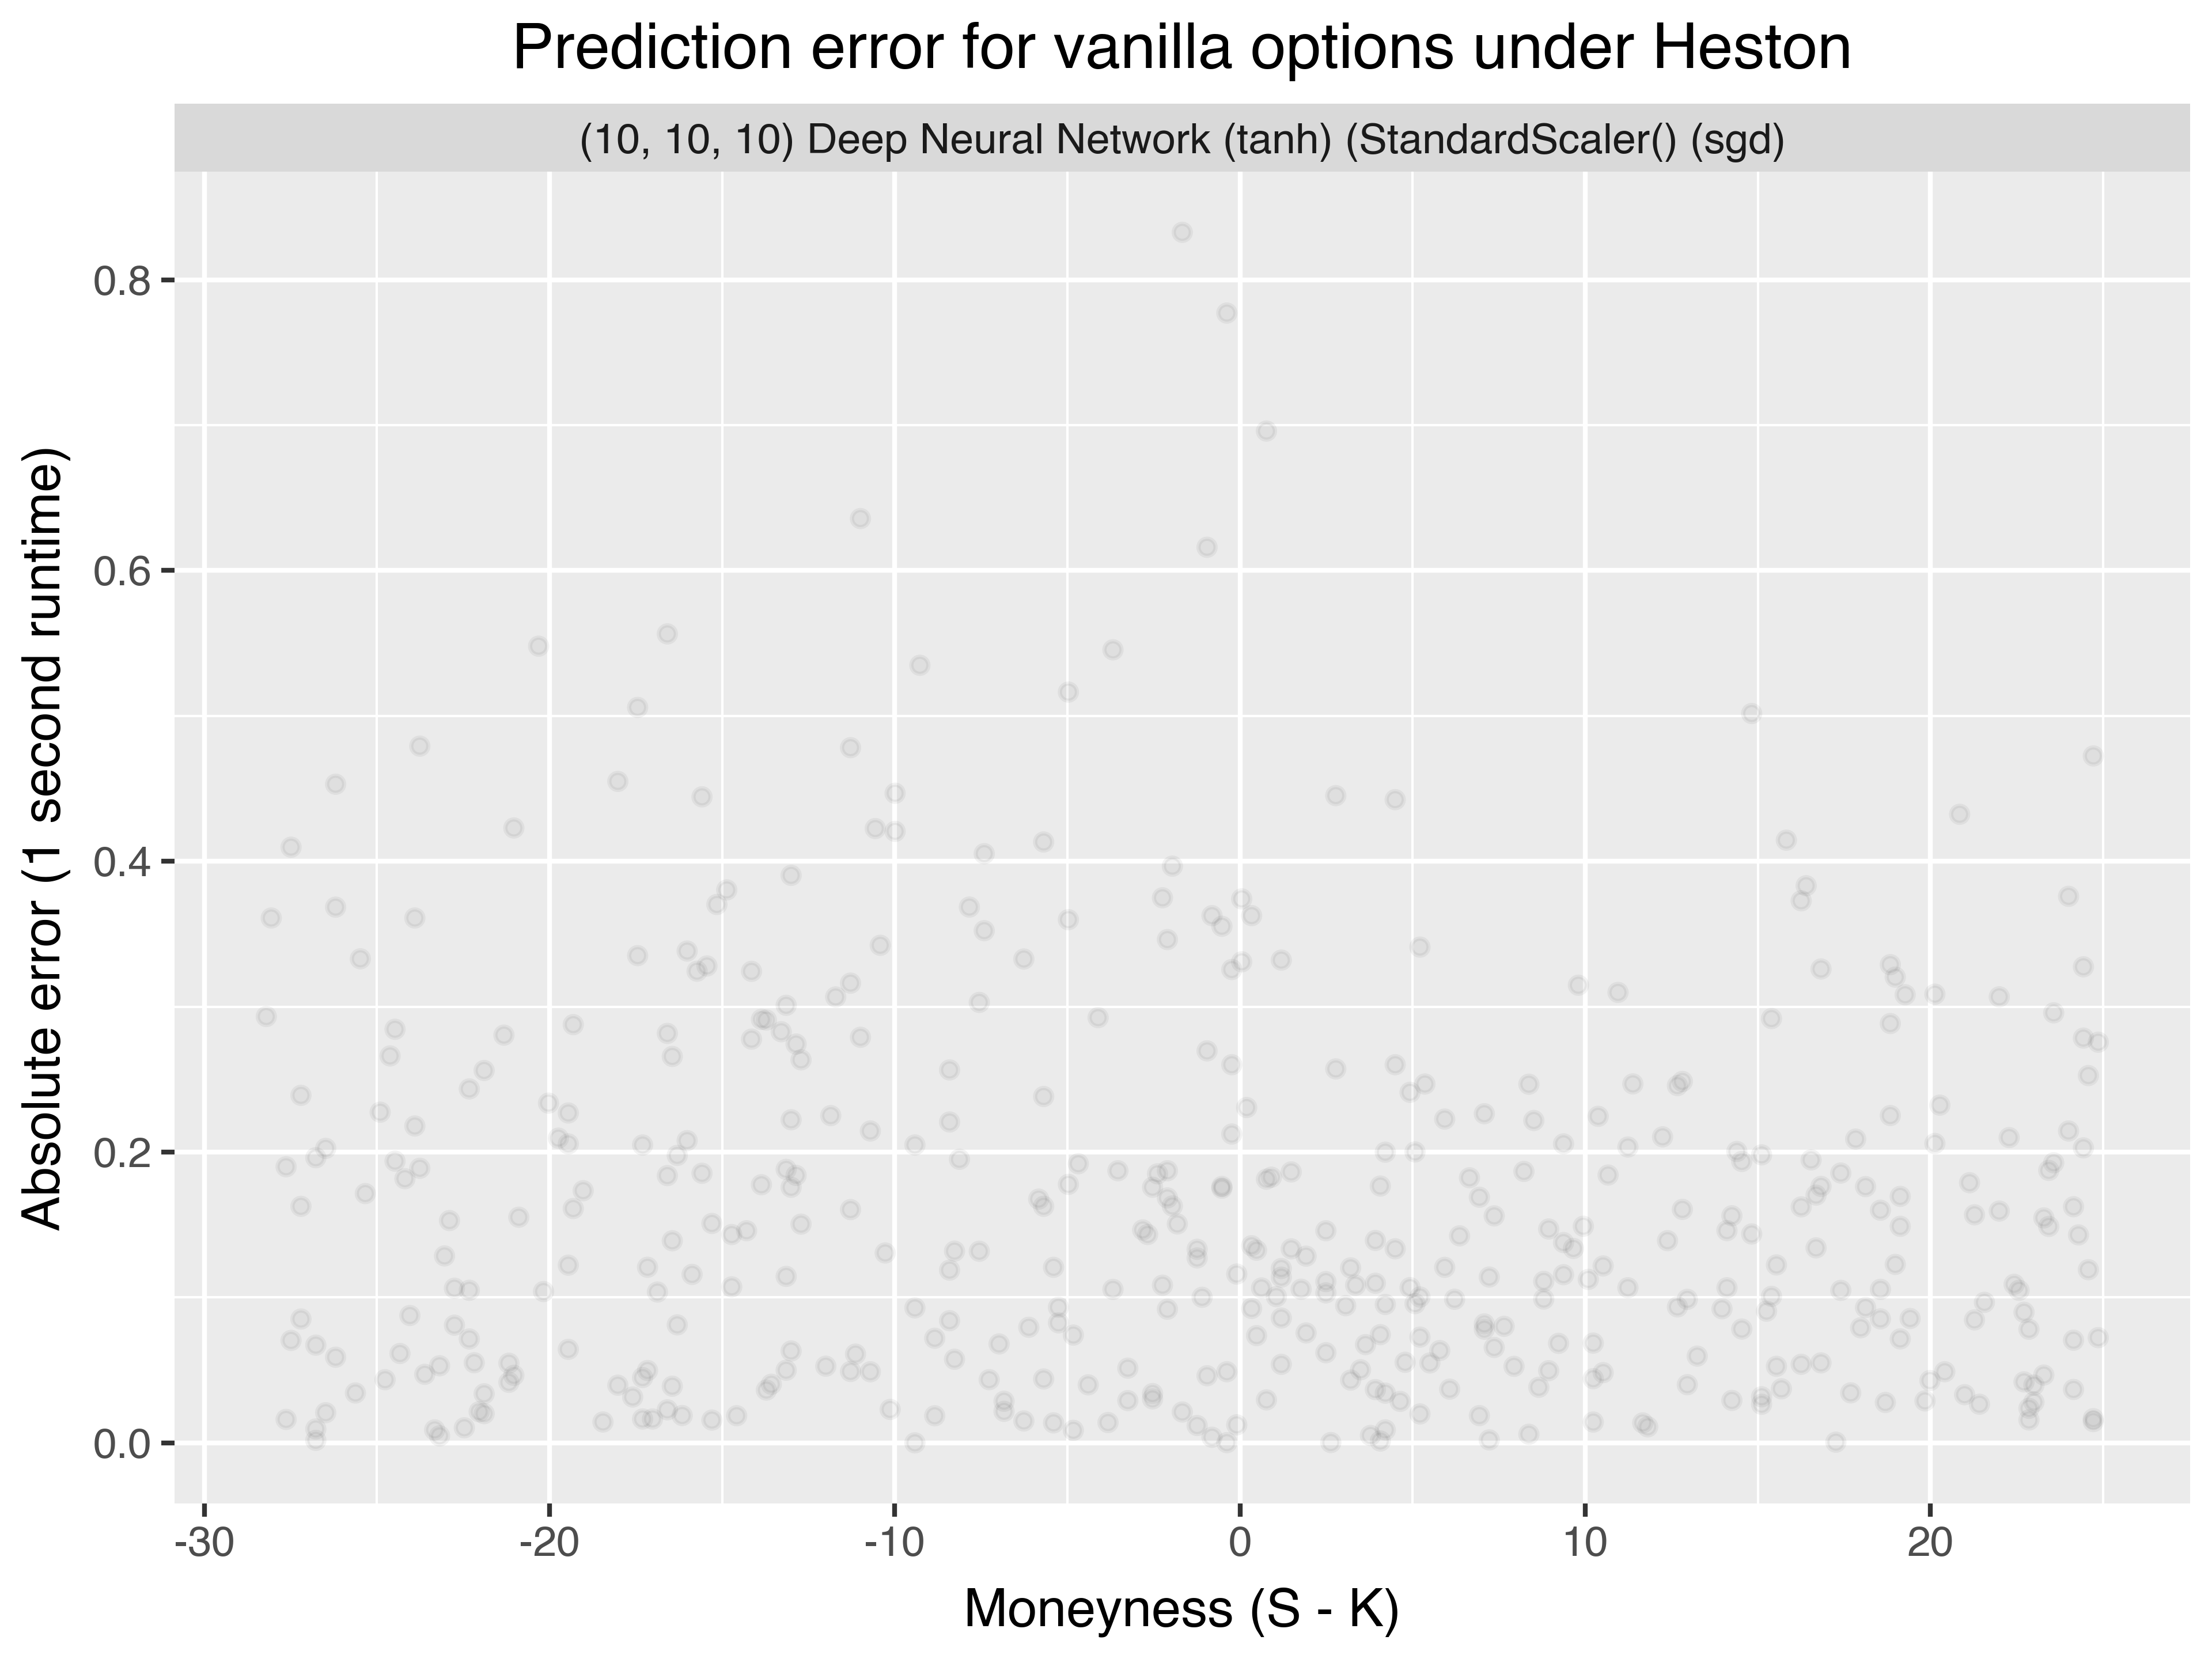 Prediction error for vanilla options under Heston
(10, 10, 10) Deep Neural Network (tanh) (StandardScaler() (sgd)
Absolute error (1 second runtime)
0.8
0.6
0.4
0.2
0.0
-30 -20 -10 0 10 20
Moneyness (S - K)